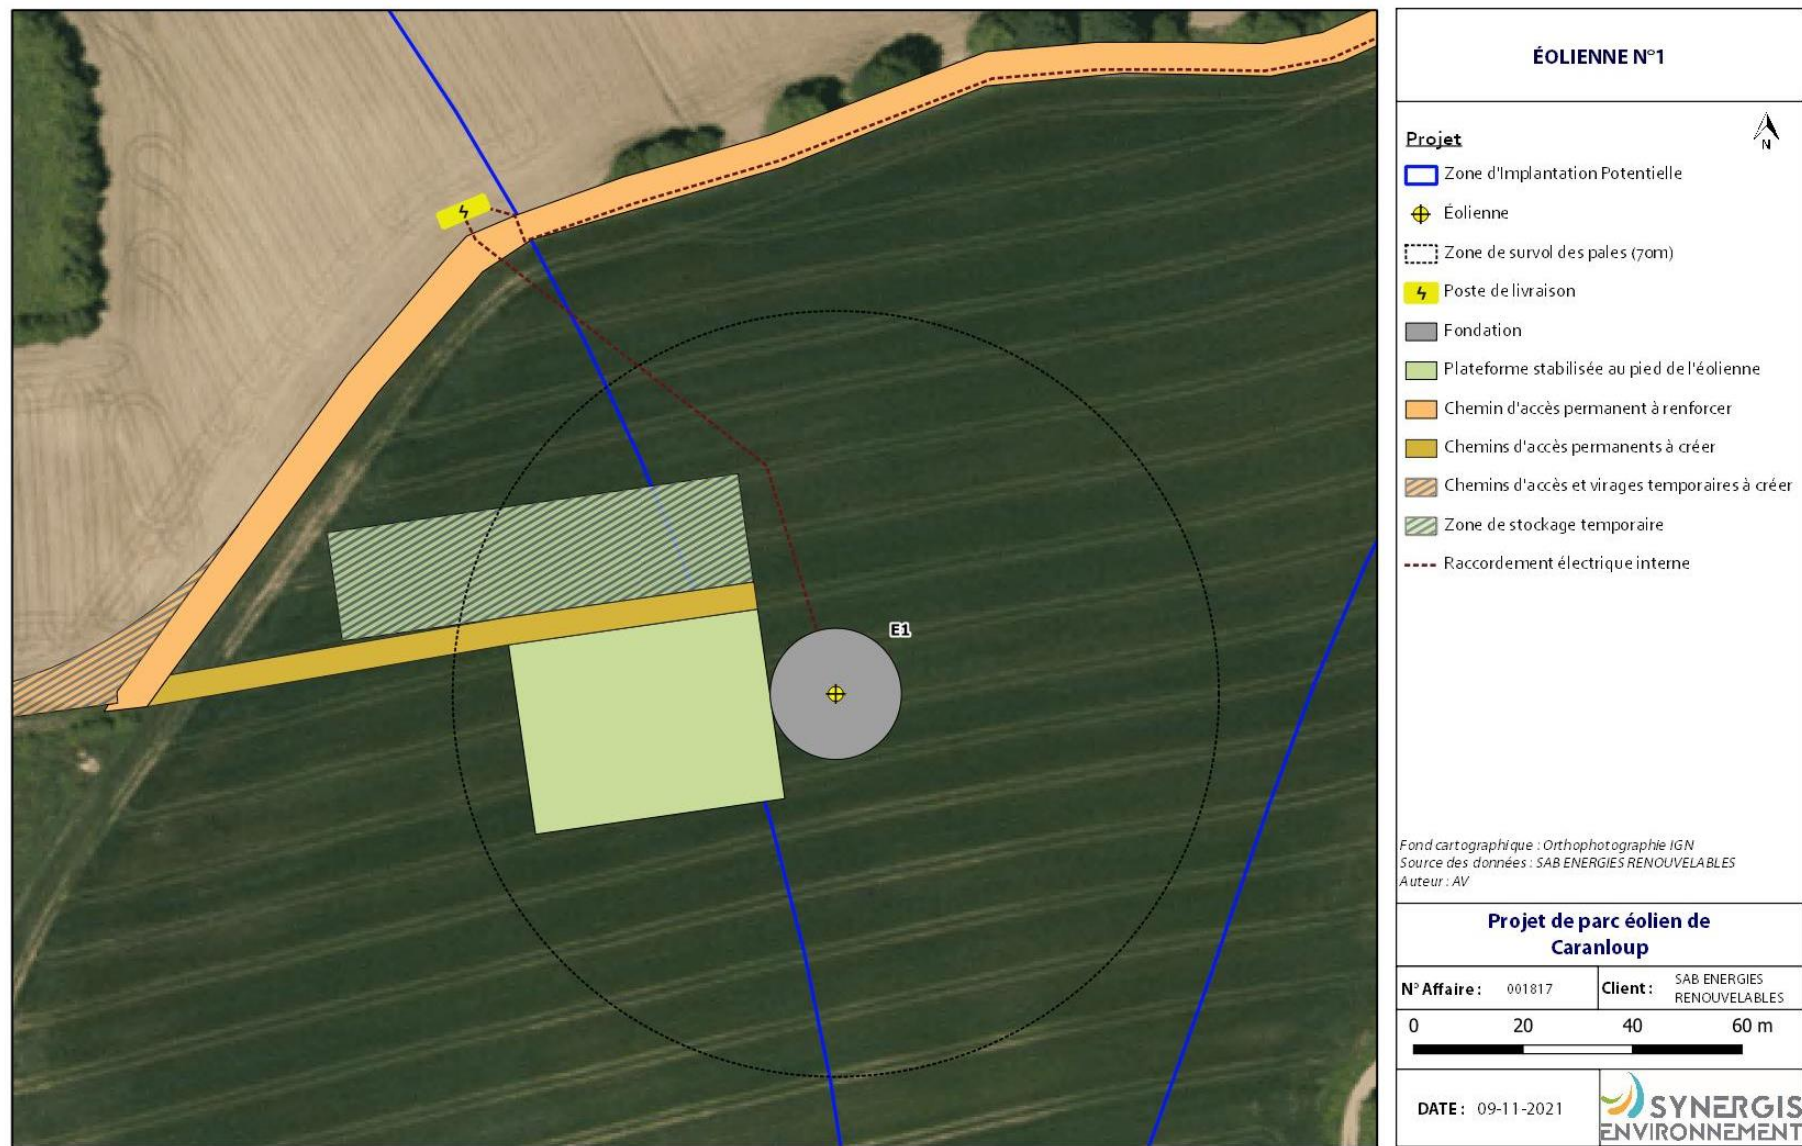 E1
ÉOLIENNE N°1
N
Projet
Zone d'Implantation Potentielle
Éolienne
Zone de survol des pales (70m)
Poste de livraison
Fondation
Plateforme stabilisée au pied de l'éolienne
Chemin d'accès permanent à renforcer
Chemins d'accès permanents à créer
Chemins d'accès et virages temporaires à créer
Zone de stockage temporaire
Raccordement électrique interne
Fond cartographique : Orthophotographie IGN
Source des données : SAB ENERGIES RENOUVELABLES
Auteur : AV
Projet de parc éolien de
Caranloup
N° Affaire : 001817 Client : SAB ENERGIES
RENOUVELABLES
0 20 40 60 m
DATE : 09-11-2021
SYNERGIS
ENVIRONNEMENT